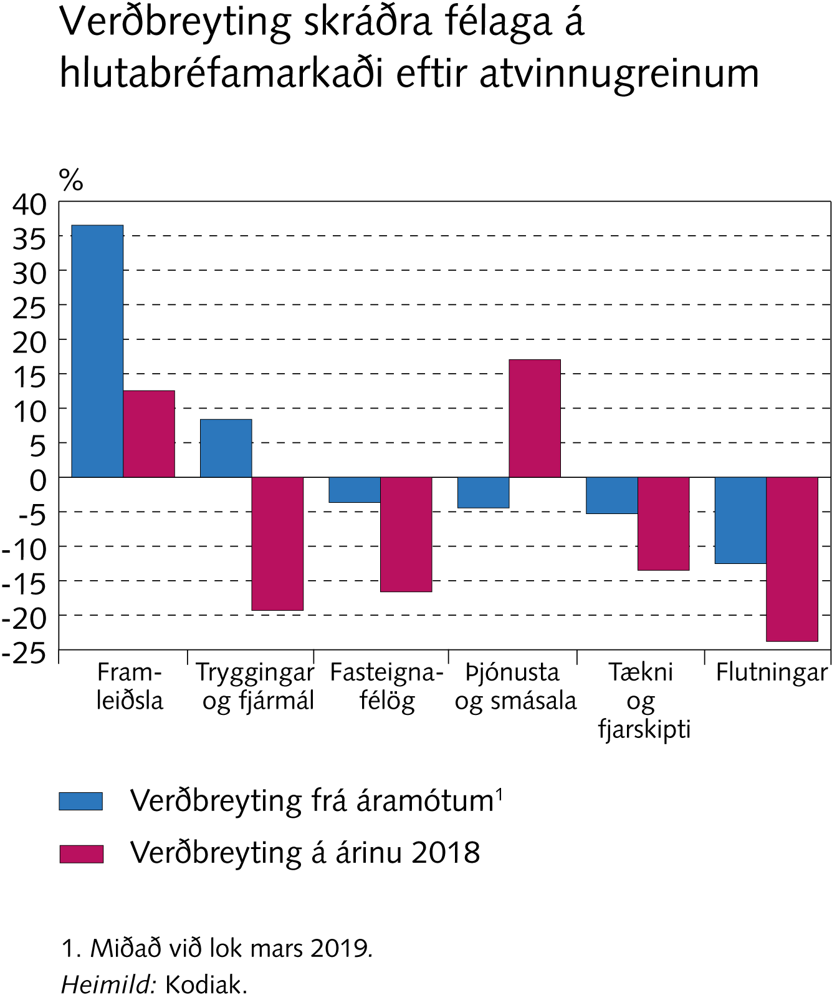 Verðbreyting skráðra félaga á
hlutabréfamarkaði eftir atvinnugreinum
%
40
35
30
25
20
15
10
5
0
-5
-10
-15
-20
-25
Fram-
leiðsla
Tryggingar
og fjármál
Fasteigna-
félög
Þjónusta
og smásala
Tækni
og
fjarskipti
Flutningar
Verðbreyting frá áramótum¹
Verðbreyting á árinu 2018
1. Miðað við lok mars 2019.
Heimild: Kodiak.